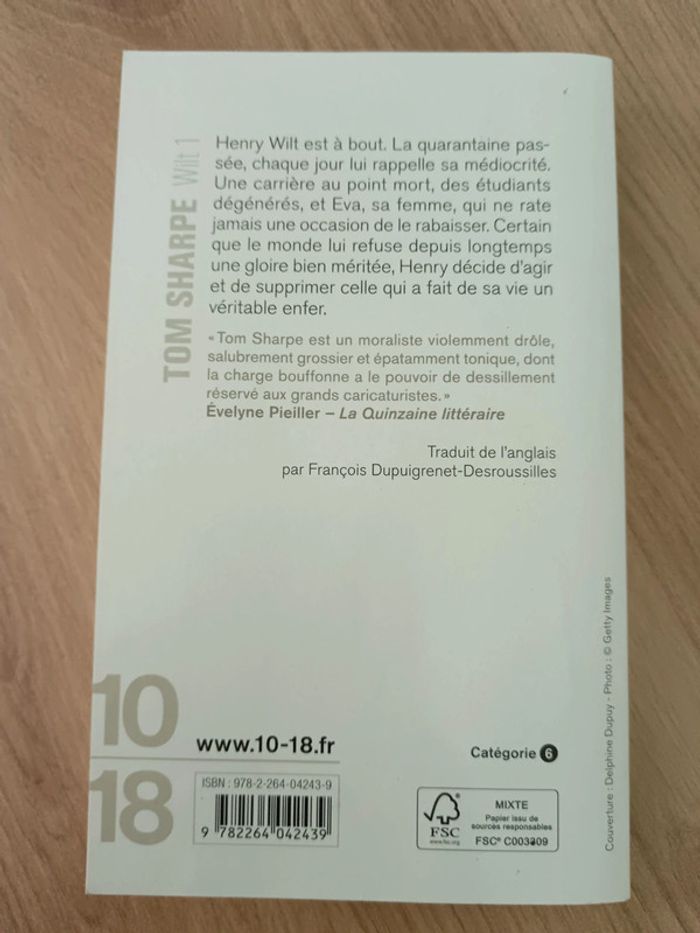 TOM SHARPE Wilt 1
Henry Wilt est à bout. La quarantaine pas-
sée, chaque jour lui rappelle sa médiocrité.
Une carrière au point mort, des étudiants
dégénérés, et Eva, sa femme, qui ne rate
jamais une occasion de le rabaisser. Certain
que le monde lui refuse depuis longtemps
une gloire bien méritée, Henry décide d'agir
et de supprimer celle qui a fait de sa vie un
véritable enfer.
« Tom Sharpe est un moraliste violemment drôle,
salubrement grossier et épatamment tonique, dont
la charge bouffonne a le pouvoir de dessillement
réservé aux grands caricaturistes. »
Évelyne Pieiller – La Quinzaine littéraire
Traduit de l'anglais
par François Dupuigrenet-Desroussilles
10
18
www.10-18.fr
Catégorie 6
ISBN : 978-2-264-04243-9
9 782264 042439
FSC
www.fsc.org
MIXTE
Papier issu de
sources responsables
FSC® C003309
Couverture : Delphine Dupuy - Photo : © Getty Images